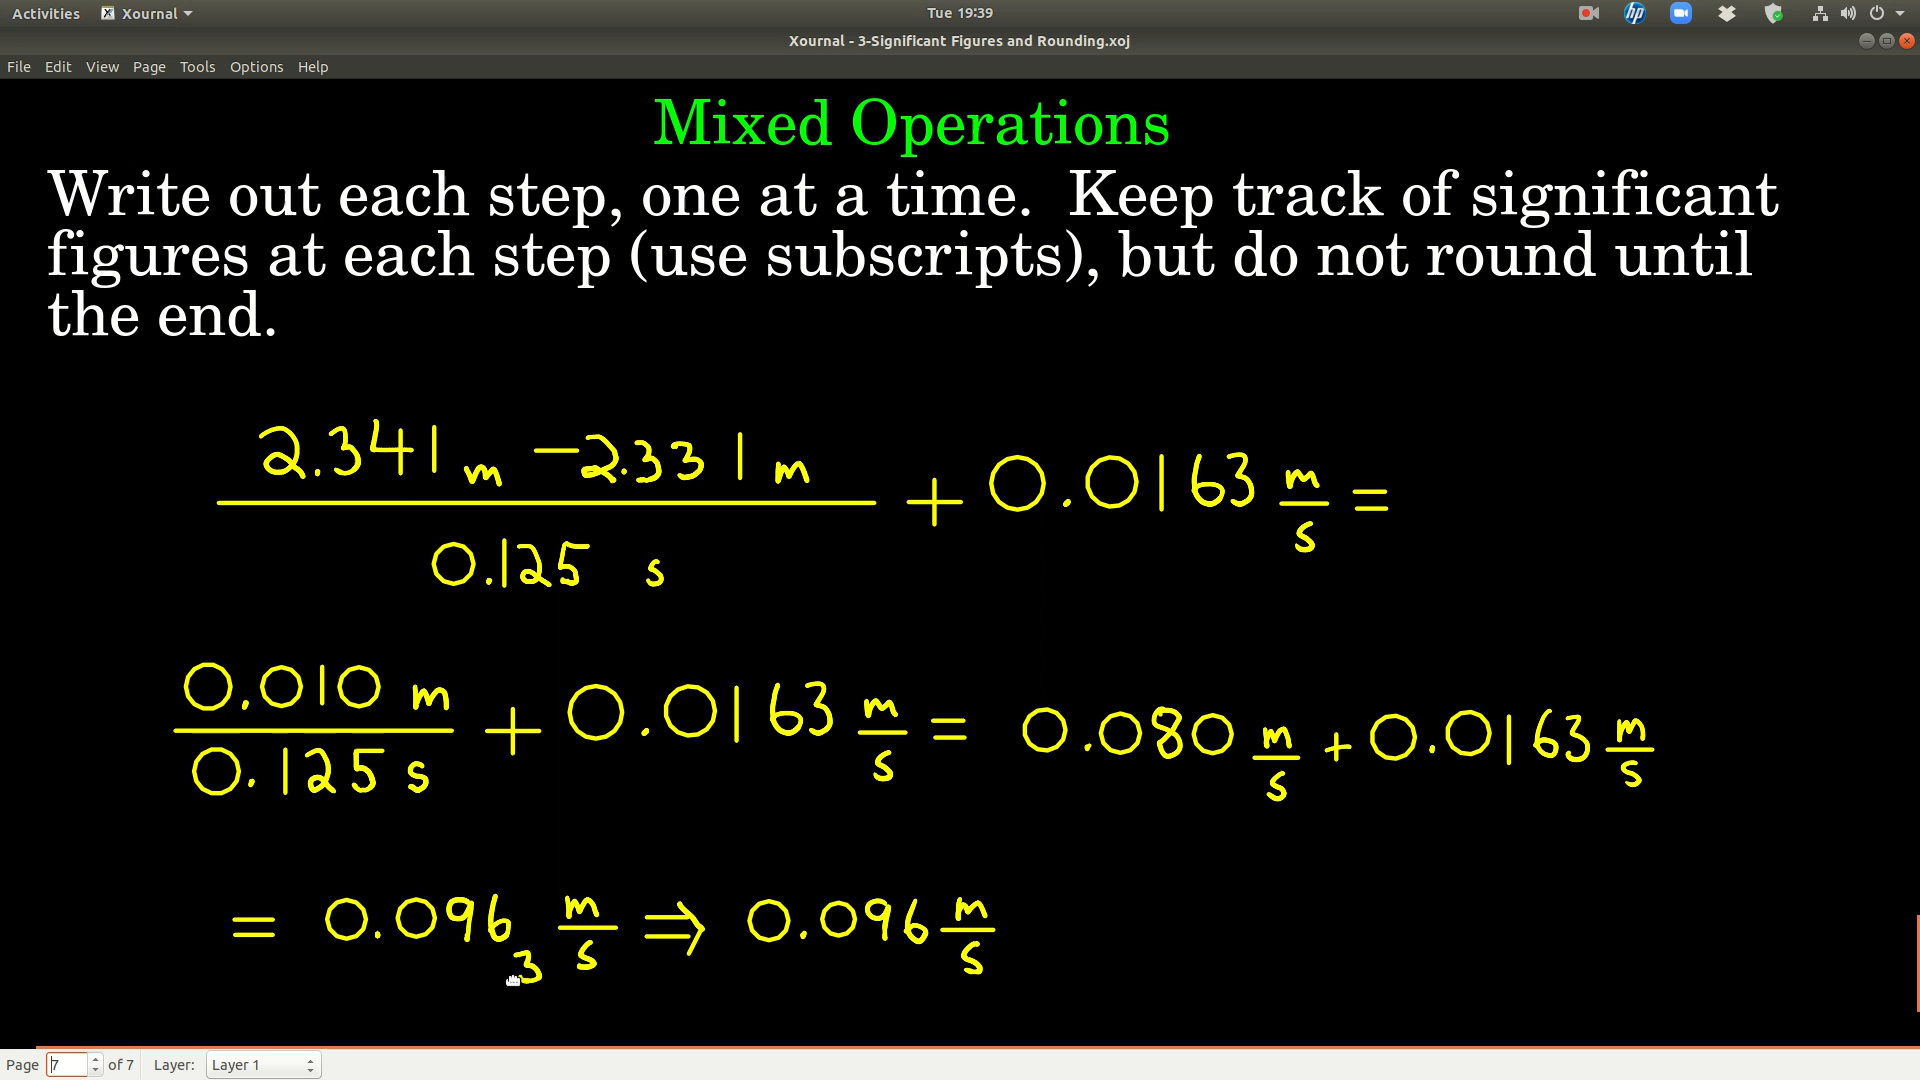 Activities Xournal Tue 19:39
Xournal - 3-Significant Figures and Rounding.xoj
File Edit View Page Tools Options Help
Mixed Operations
Write out each step, one at a time. Keep track of significant
figures at each step (use subscripts), but do not round until
the end.
2.341 m − 2.331 m / 0.125 s + 0.0163 m/s =
0.010 m / 0.125 s + 0.0163 m/s = 0.080 m/s + 0.0163 m/s
= 0.096₃ m/s ⇒ 0.096 m/s
Page 7 of 7 Layer: Layer 1